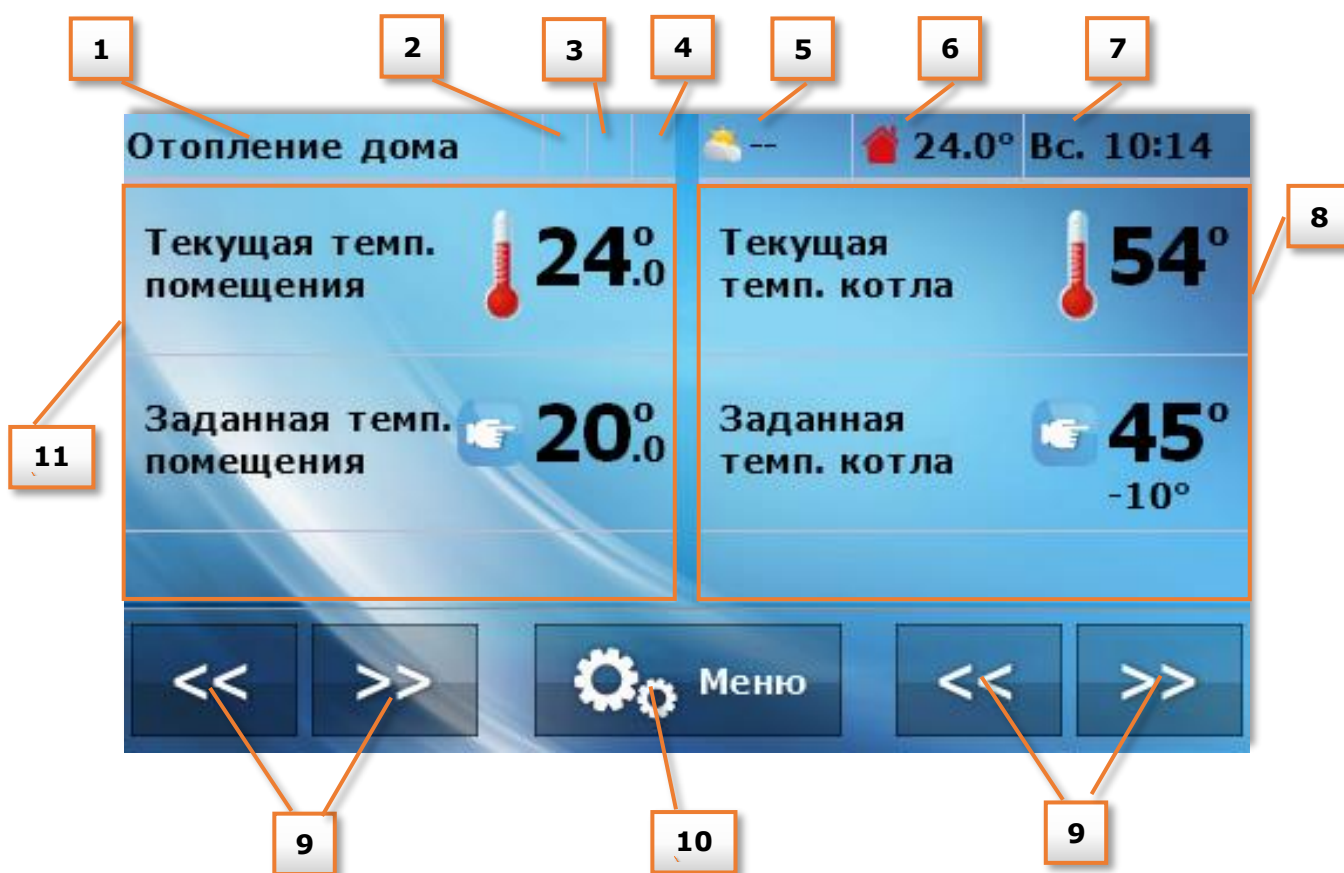 1
2
3
4
5
6
7
Отопление дома
--
24.0°
Вс. 10:14
8
Текущая темп.
помещения
24.0°
Текущая
темп. котла
54°
11
Заданная темп.
помещения
20.0°
Заданная
темп. котла
45°
-10°
<<
>>
Меню
<<
>>
9
10
9